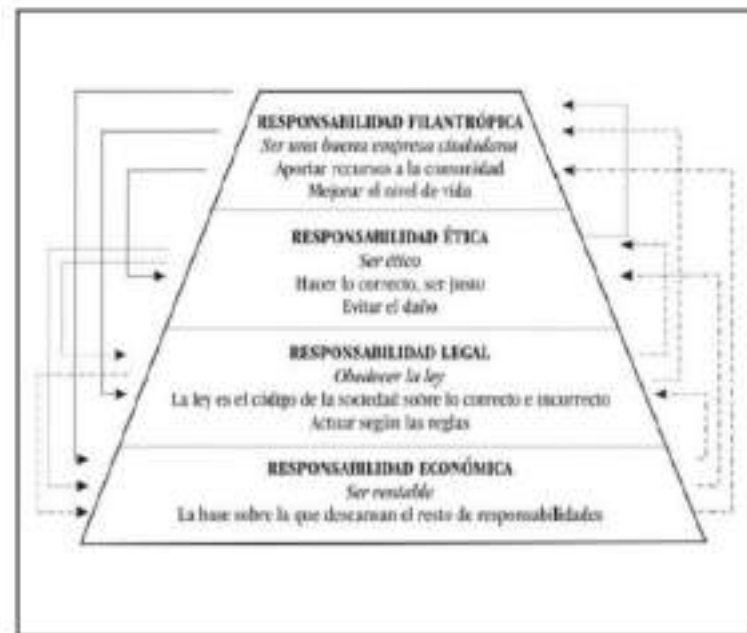 RESPONSABILIDAD FILANTRÓPICA
Ser una buena empresa ciudadana
Aportar recursos a la comunidad
Mejorar el nivel de vida
RESPONSABILIDAD ÉTICA
Ser ético
Hacer lo correcto, ser justo
Evitar el daño
RESPONSABILIDAD LEGAL
Obedecer la ley
La ley es el código de la sociedad sobre lo correcto e incorrecto
Actuar según las reglas
RESPONSABILIDAD ECONÓMICA
Ser rentable
La base sobre la que descansan el resto de responsabilidades